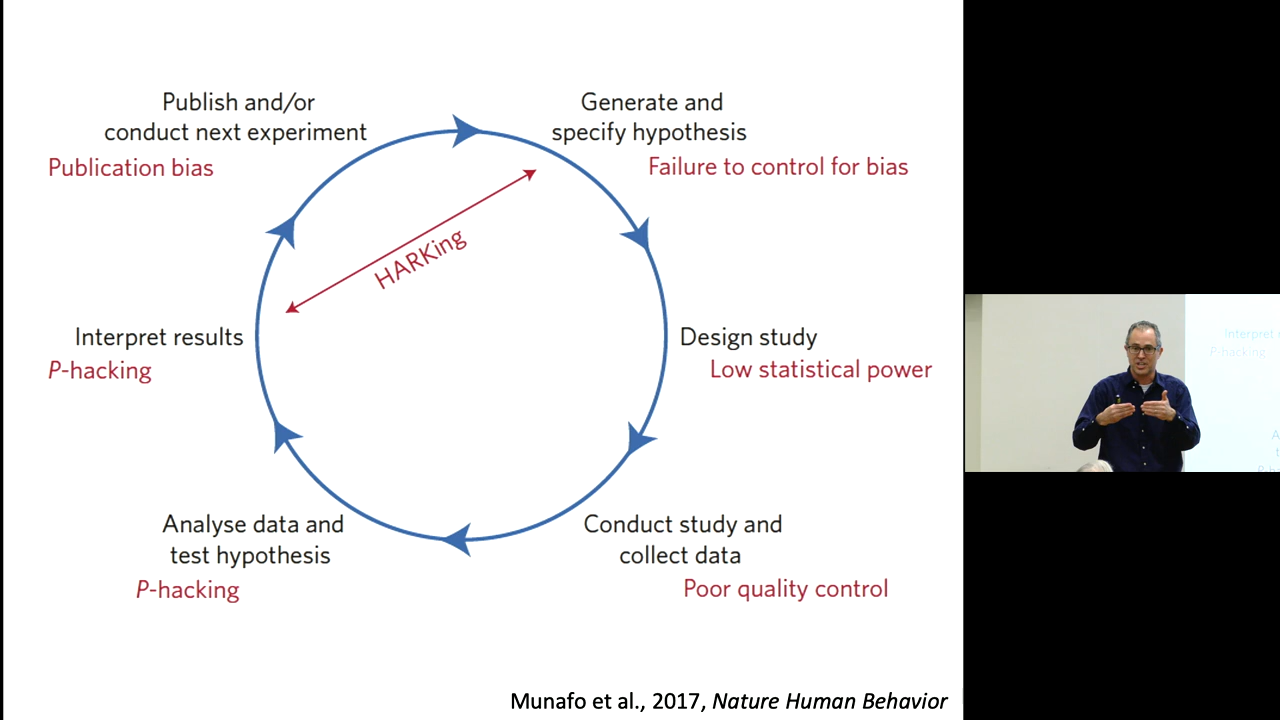 Publish and/or
conduct next experiment
Publication bias
Generate and
specify hypothesis
Failure to control for bias
HARKing
Interpret results
P-hacking
Design study
Low statistical power
Analyse data and
test hypothesis
P-hacking
Conduct study and
collect data
Poor quality control
Munafo et al., 2017, Nature Human Behavior
Interpret
P-hacking